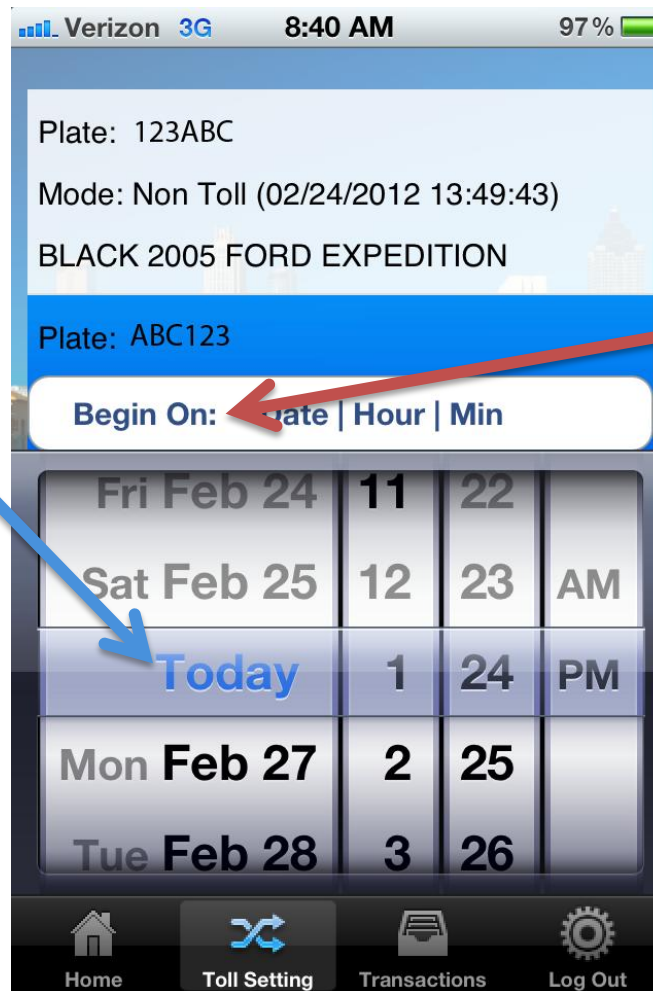 Verizon 3G 8:40 AM 97%
Plate: 123ABC
Mode: Non Toll (02/24/2012 13:49:43)
BLACK 2005 FORD EXPEDITION
Plate: ABC123
Begin On: Date | Hour | Min
Fri Feb 24 11 22
Sat Feb 25 12 23 AM
Today 1 24 PM
Mon Feb 27 2 25
Tue Feb 28 3 26
Home Toll Setting Transactions Log Out